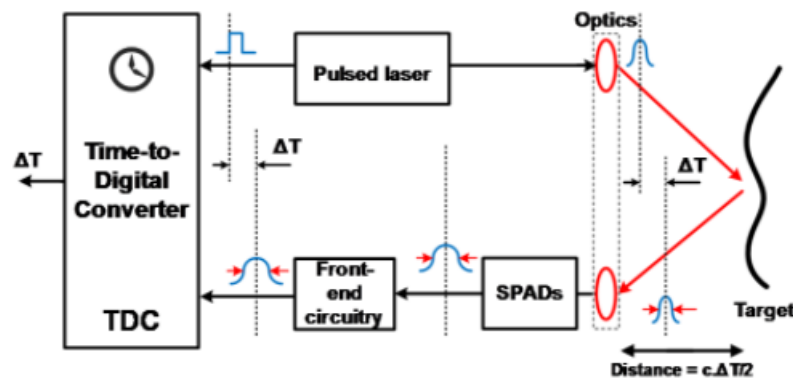 Optics
Pulsed laser
ΔT
Time-to-
Digital
Converter
ΔT
ΔT
Front-
end
circuitry
SPADs
TDC
Target
Distance = c.ΔT/2